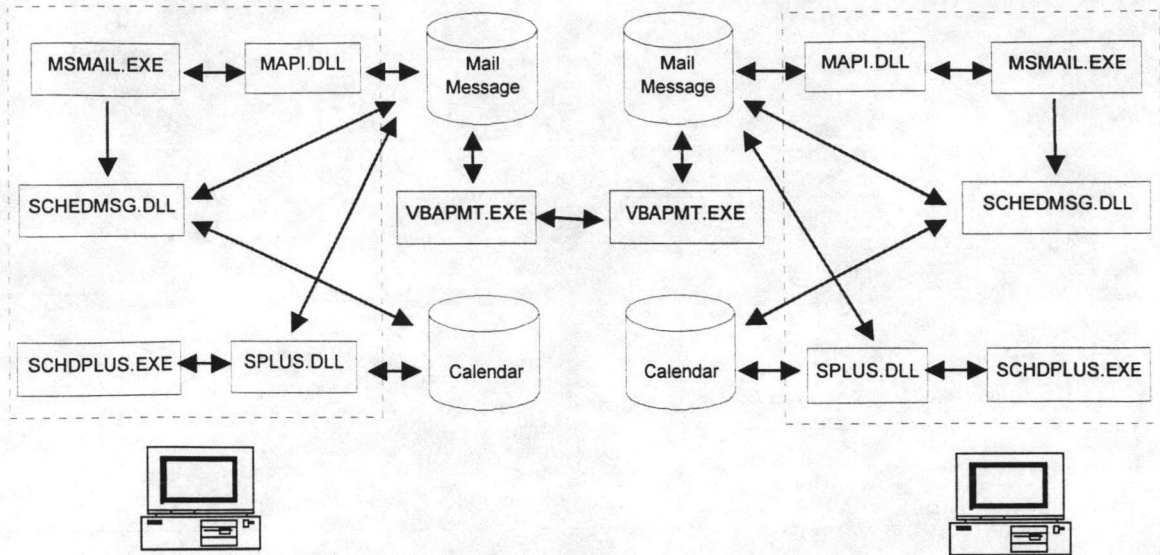 MSMAIL.EXE
MAPI.DLL
Mail
Message
Mail
Message
MAPI.DLL
MSMAIL.EXE
SCHEDMSG.DLL
VBAPMT.EXE
VBAPMT.EXE
SCHEDMSG.DLL
SCHDPLUS.EXE
SPLUS.DLL
Calendar
Calendar
SPLUS.DLL
SCHDPLUS.EXE